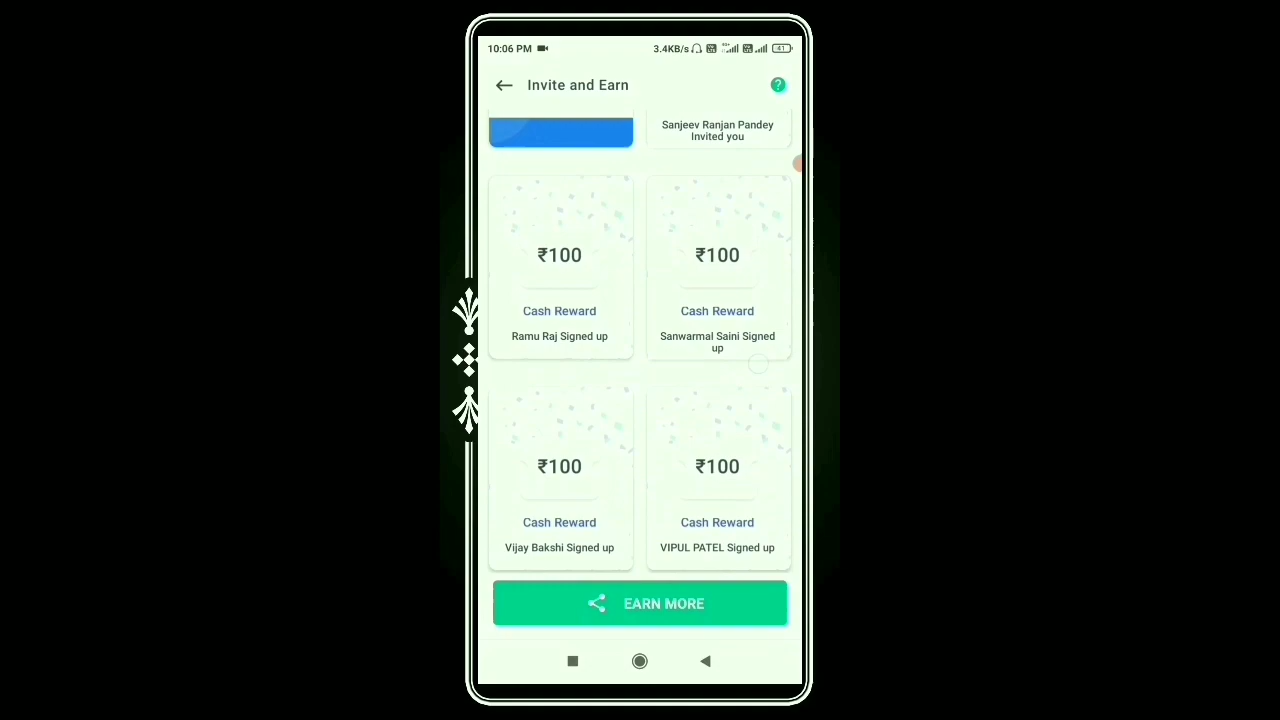 10:06 PM 3.4KB/s 41
Invite and Earn ?
Sanjeev Ranjan Pandey
Invited you
₹100
Cash Reward
Ramu Raj Signed up
₹100
Cash Reward
Sanwarmal Saini Signed
up
₹100
Cash Reward
Vijay Bakshi Signed up
₹100
Cash Reward
VIPUL PATEL Signed up
EARN MORE